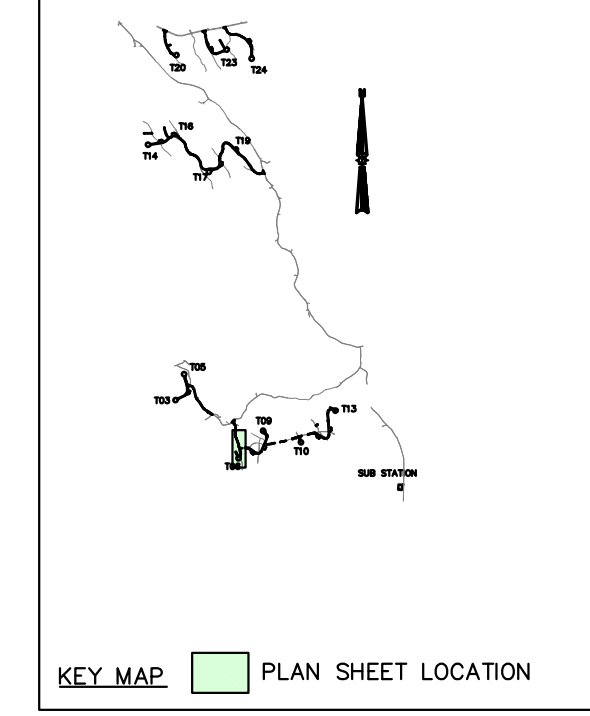 T20
T23
T24
T16
T14
T19
T17
T05
T03
T13
T09
T10
SUB STATION
KEY MAP
PLAN SHEET LOCATION